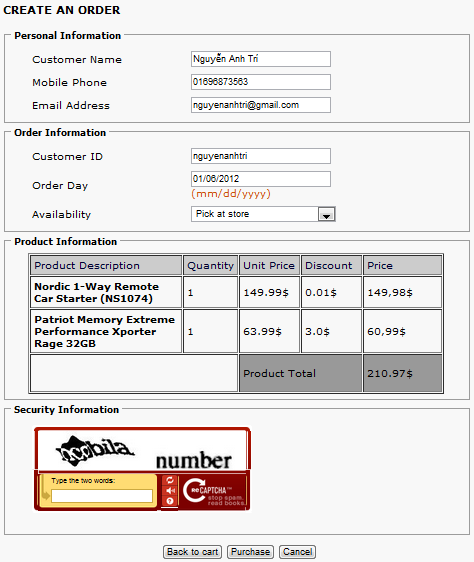 CREATE AN ORDER
Personal Information
Customer Name Nguyễn Anh Trí
Mobile Phone 01696873563
Email Address nguyenanhtri@gmail.com
Order Information
Customer ID nguyenanhtri
Order Day 01/06/2012
(mm/dd/yyyy)
Availability Pick at store
Product Information
Product Description Quantity Unit Price Discount Price
Nordic 1-Way Remote
Car Starter (NS1074) 1 149.99$ 0.01$ 149,98$
Patriot Memory Extreme
Performance Xporter
Rage 32GB 1 63.99$ 3.0$ 60,99$
Product Total 210.97$
Security Information
number
Type the two words:
reCAPTCHA™
stop spam.
read books.
Back to cart Purchase Cancel